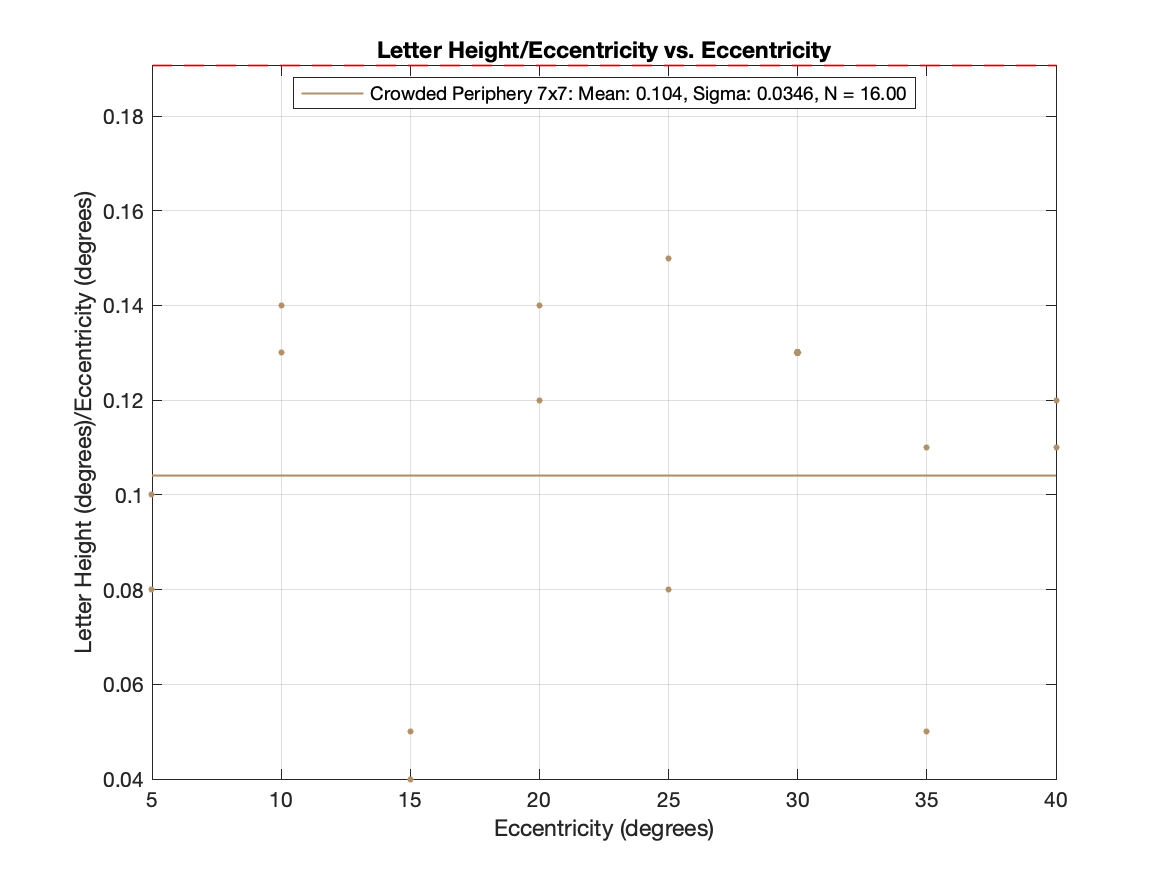 Letter Height/Eccentricity vs. Eccentricity
Crowded Periphery 7x7: Mean: 0.104, Sigma: 0.0346, N = 16.00
Letter Height (degrees)/Eccentricity (degrees)
0.18
0.16
0.14
0.12
0.1
0.08
0.06
0.04
5 10 15 20 25 30 35 40
Eccentricity (degrees)